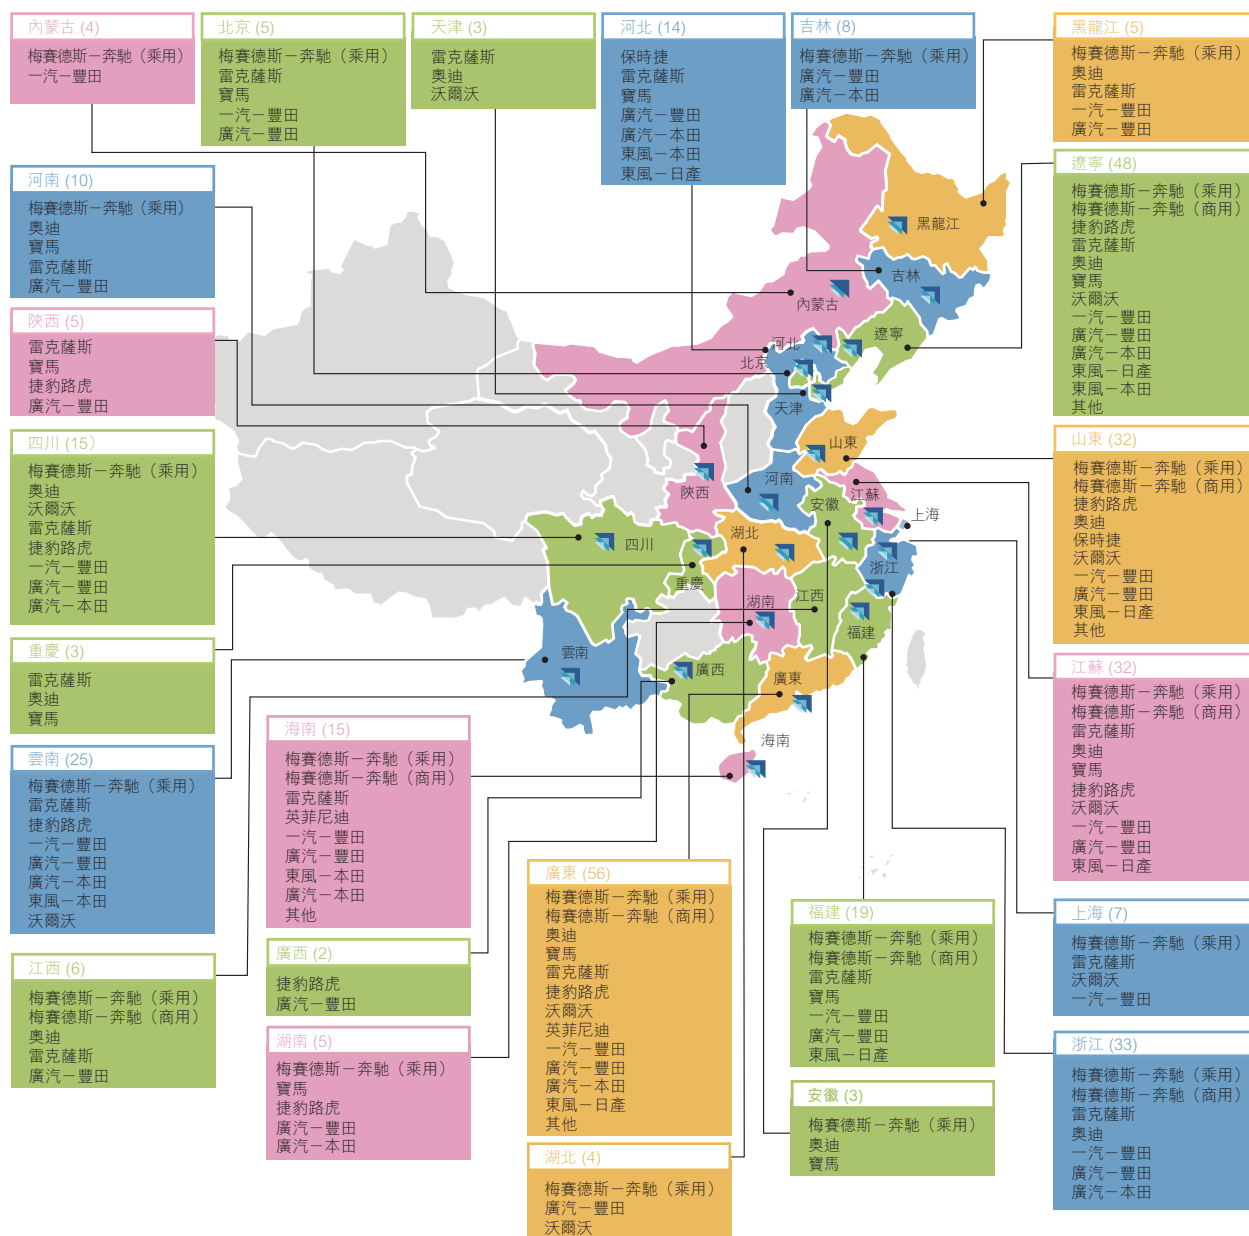 內蒙古 (4)
梅賽德斯－奔馳（乘用）
一汽－豐田
北京 (5)
梅賽德斯－奔馳（乘用）
雷克薩斯
寶馬
一汽－豐田
廣汽－豐田
天津 (3)
雷克薩斯
奧迪
沃爾沃
河北 (14)
保時捷
雷克薩斯
寶馬
廣汽－豐田
廣汽－本田
東風－本田
東風－日產
吉林 (8)
梅賽德斯－奔馳（乘用）
廣汽－豐田
廣汽－本田
黑龍江 (5)
梅賽德斯－奔馳（乘用）
奧迪
雷克薩斯
一汽－豐田
廣汽－豐田
河南 (10)
梅賽德斯－奔馳（乘用）
奧迪
寶馬
雷克薩斯
廣汽－豐田
陝西 (5)
雷克薩斯
寶馬
捷豹路虎
廣汽－豐田
四川 (15）
梅賽德斯－奔馳（乘用）
奧迪
沃爾沃
雷克薩斯
捷豹路虎
一汽－豐田
廣汽－豐田
廣汽－本田
重慶 (3)
雷克薩斯
奧迪
寶馬
雲南 (25)
梅賽德斯－奔馳（乘用）
雷克薩斯
捷豹路虎
一汽－豐田
廣汽－豐田
廣汽－本田
東風－本田
沃爾沃
江西 (6)
梅賽德斯－奔馳（乘用）
梅賽德斯－奔馳（商用）
奧迪
雷克薩斯
廣汽－豐田
黑龍江
吉林
內蒙古
遼寧
河北
北京
天津
山東
河南
陝西
江蘇
安徽
上海
湖北
四川
浙江
重慶
湖南
江西
福建
雲南
廣西
廣東
海南
遼寧 (48)
梅賽德斯－奔馳（乘用）
梅賽德斯－奔馳（商用）
捷豹路虎
雷克薩斯
奧迪
寶馬
沃爾沃
一汽－豐田
廣汽－豐田
廣汽－本田
東風－日產
東風－本田
其他
山東 (32)
梅賽德斯－奔馳（乘用）
梅賽德斯－奔馳（商用）
捷豹路虎
奧迪
保時捷
沃爾沃
一汽－豐田
廣汽－豐田
東風－日產
其他
江蘇 (32)
梅賽德斯－奔馳（乘用）
梅賽德斯－奔馳（商用）
雷克薩斯
奧迪
寶馬
捷豹路虎
沃爾沃
一汽－豐田
廣汽－豐田
東風－日產
海南 (15)
梅賽德斯－奔馳（乘用）
梅賽德斯－奔馳（商用）
雷克薩斯
英菲尼迪
一汽－豐田
廣汽－豐田
東風－本田
廣汽－本田
其他
廣西 (2)
捷豹路虎
廣汽－豐田
湖南 (5)
梅賽德斯－奔馳（乘用）
寶馬
捷豹路虎
廣汽－豐田
廣汽－本田
廣東 (56)
梅賽德斯－奔馳（乘用）
梅賽德斯－奔馳（商用）
奧迪
寶馬
雷克薩斯
捷豹路虎
沃爾沃
英菲尼迪
一汽－豐田
廣汽－豐田
廣汽－本田
東風－日產
其他
湖北 (4)
梅賽德斯－奔馳（乘用）
廣汽－豐田
沃爾沃
福建 (19)
梅賽德斯－奔馳（乘用）
梅賽德斯－奔馳（商用）
雷克薩斯
寶馬
一汽－豐田
廣汽－豐田
東風－日產
安徽 (3)
梅賽德斯－奔馳（乘用）
奧迪
寶馬
上海 (7)
梅賽德斯－奔馳（乘用）
雷克薩斯
沃爾沃
一汽－豐田
浙江 (33)
梅賽德斯－奔馳（乘用）
梅賽德斯－奔馳（商用）
雷克薩斯
奧迪
一汽－豐田
廣汽－豐田
廣汽－本田